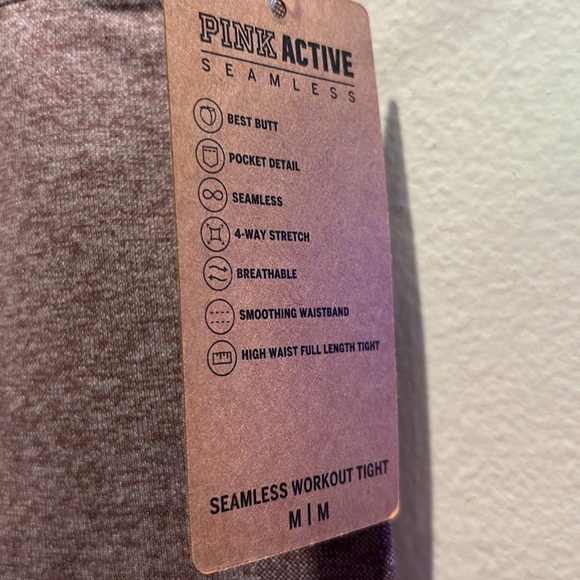 PINK ACTIVE
SEAMLESS
BEST BUTT
POCKET DETAIL
SEAMLESS
4-WAY STRETCH
BREATHABLE
SMOOTHING WAISTBAND
HIGH WAIST FULL LENGTH TIGHT
SEAMLESS WORKOUT TIGHT
M|M